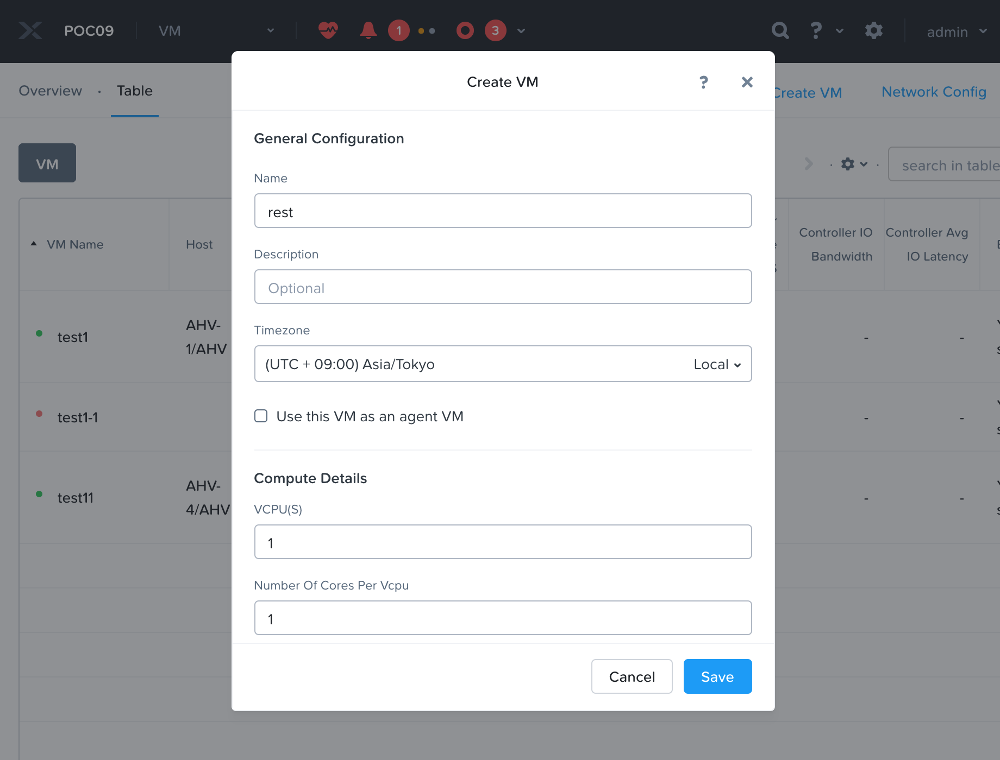 POC09
VM
1
3
?
admin
Overview · Table
Create VM
Network Config
Create VM
?
General Configuration
Name
rest
Description
Optional
Timezone
(UTC + 09:00) Asia/Tokyo
Local
Use this VM as an agent VM
Compute Details
VCPU(S)
1
Number Of Cores Per Vcpu
1
Cancel
Save
VM
search in table
VM Name
Host
Controller IO
Bandwidth
Controller Avg
IO Latency
test1
AHV-
1/AHV
-
-
test1-1
-
-
test11
AHV-
4/AHV
-
-